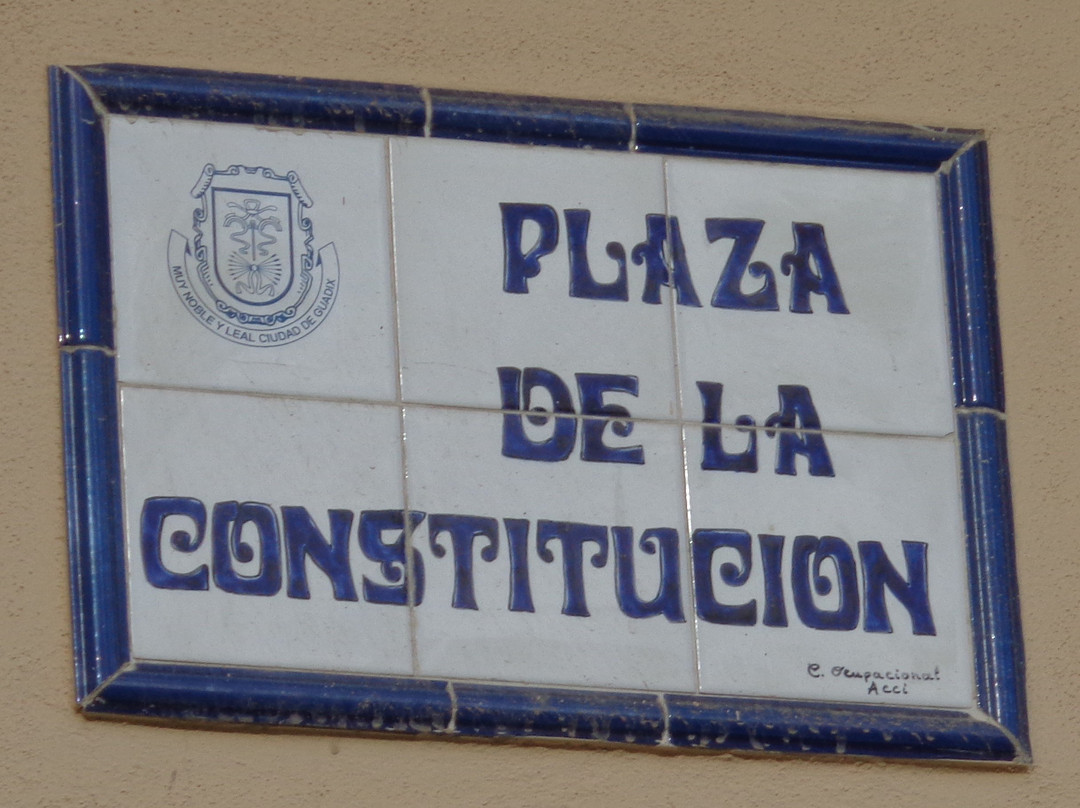 MUY NOBLE Y LEAL CIUDAD DE GUADIX
PLAZA
DE LA
CONSTITUCION
C. Ocupacional
Acci